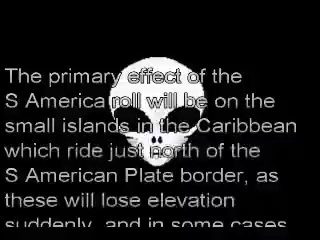 The primary effect of the
S America roll will be on the
small islands in the Caribbean
which ride just north of the
S American Plate border, as
these will lose elevation
suddenly, and in some cases